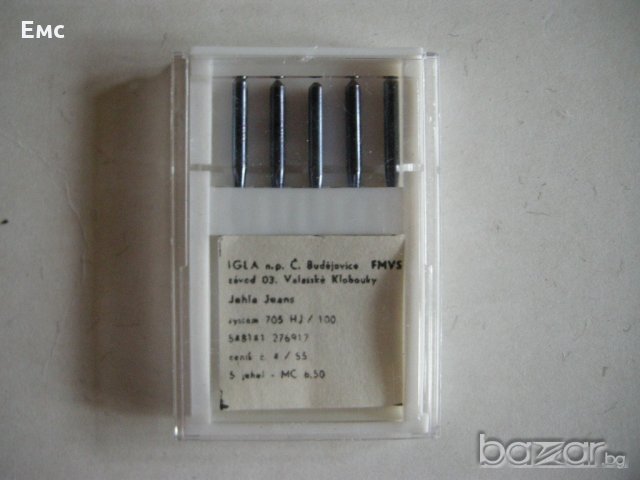 Емс
IGLA n.p. Č. Budějovice FMVS
závod 03. Valašské Klobouky
Jehla Jeans
system 705 HJ / 100
548141 276917
ceník č. 4 / 55
5 jehel - MC 6.50
bazar.bg